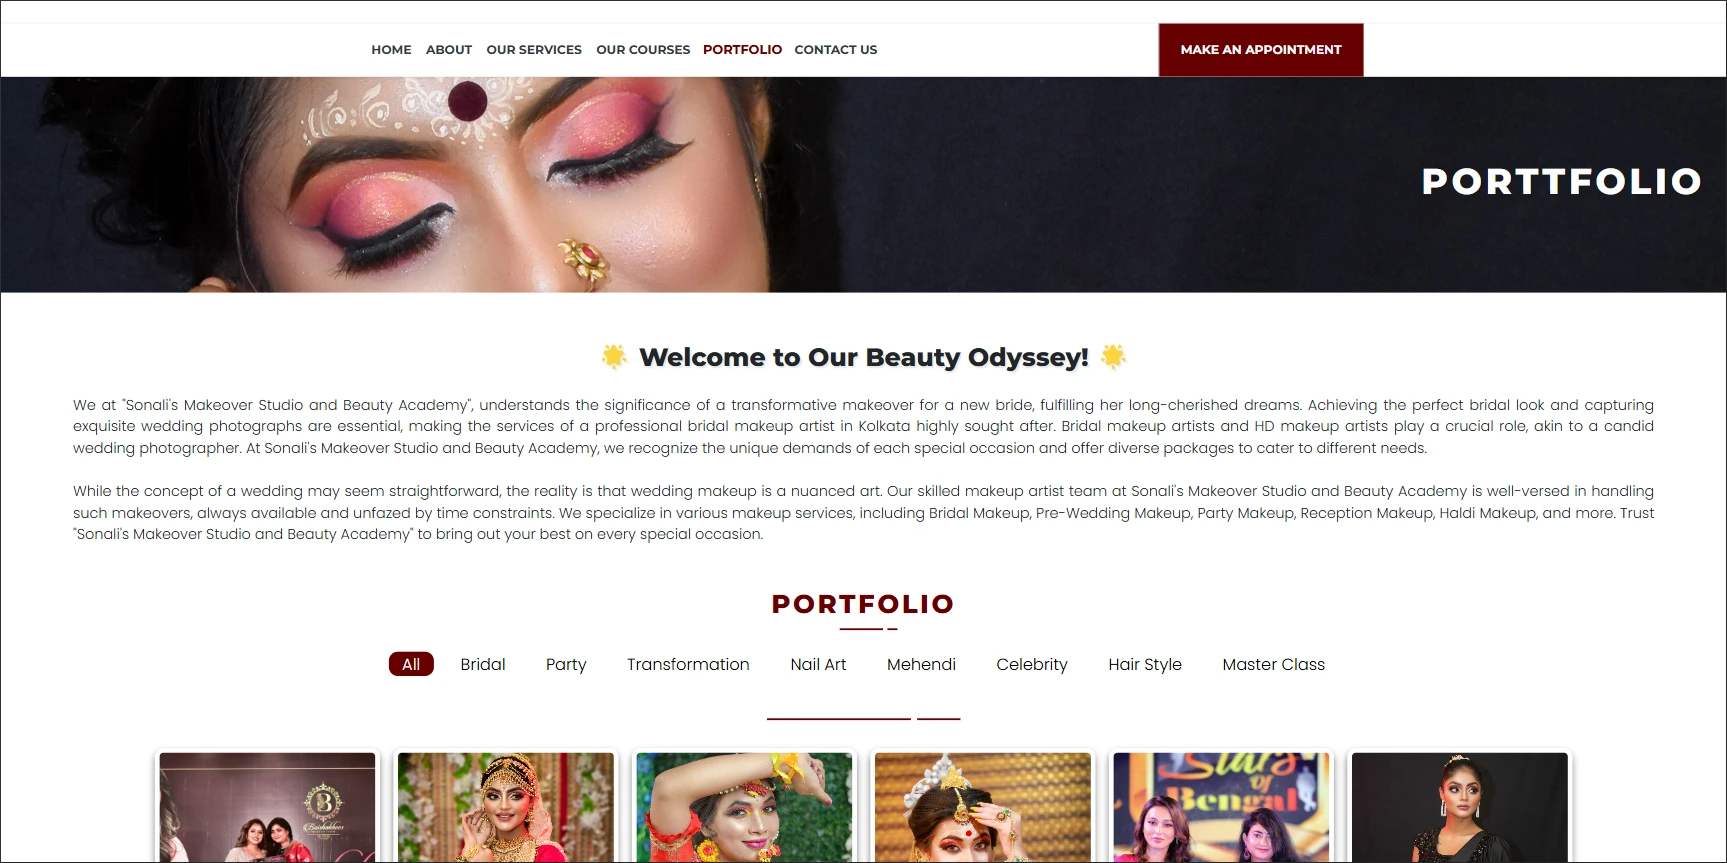 HOME ABOUT OUR SERVICES OUR COURSES PORTFOLIO CONTACT US MAKE AN APPOINTMENT
PORTTFOLIO
🌟 Welcome to Our Beauty Odyssey! 🌟
We at "Sonali's Makeover Studio and Beauty Academy", understands the significance of a transformative makeover for a new bride, fulfilling her long-cherished dreams. Achieving the perfect bridal look and capturing
exquisite wedding photographs are essential, making the services of a professional bridal makeup artist in Kolkata highly sought after. Bridal makeup artists and HD makeup artists play a crucial role, akin to a candid
wedding photographer. At Sonali's Makeover Studio and Beauty Academy, we recognize the unique demands of each special occasion and offer diverse packages to cater to different needs.
While the concept of a wedding may seem straightforward, the reality is that wedding makeup is a nuanced art. Our skilled makeup artist team at Sonali's Makeover Studio and Beauty Academy is well-versed in handling
such makeovers, always available and unfazed by time constraints. We specialize in various makeup services, including Bridal Makeup, Pre-Wedding Makeup, Party Makeup, Reception Makeup, Haldi Makeup, and more. Trust
"Sonali's Makeover Studio and Beauty Academy" to bring out your best on every special occasion.
PORTFOLIO
All Bridal Party Transformation Nail Art Mehendi Celebrity Hair Style Master Class
B
Stars
of
Bengal